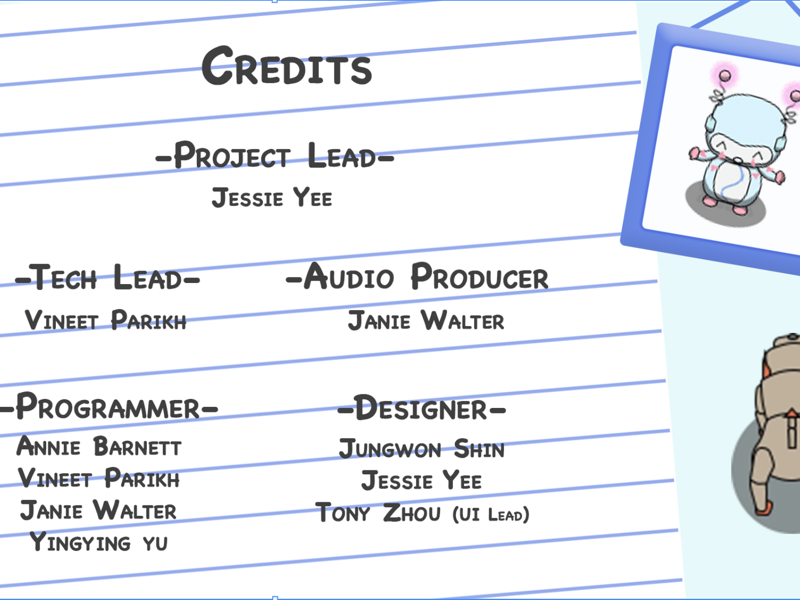 Credits
-Project Lead-
Jessie Yee
-Tech Lead-
Vineet Parikh
-Audio Producer
Janie Walter
-Programmer-
Annie Barnett
Vineet Parikh
Janie Walter
Yingying yu
-Designer-
Jungwon Shin
Jessie Yee
Tony Zhou (UI Lead)